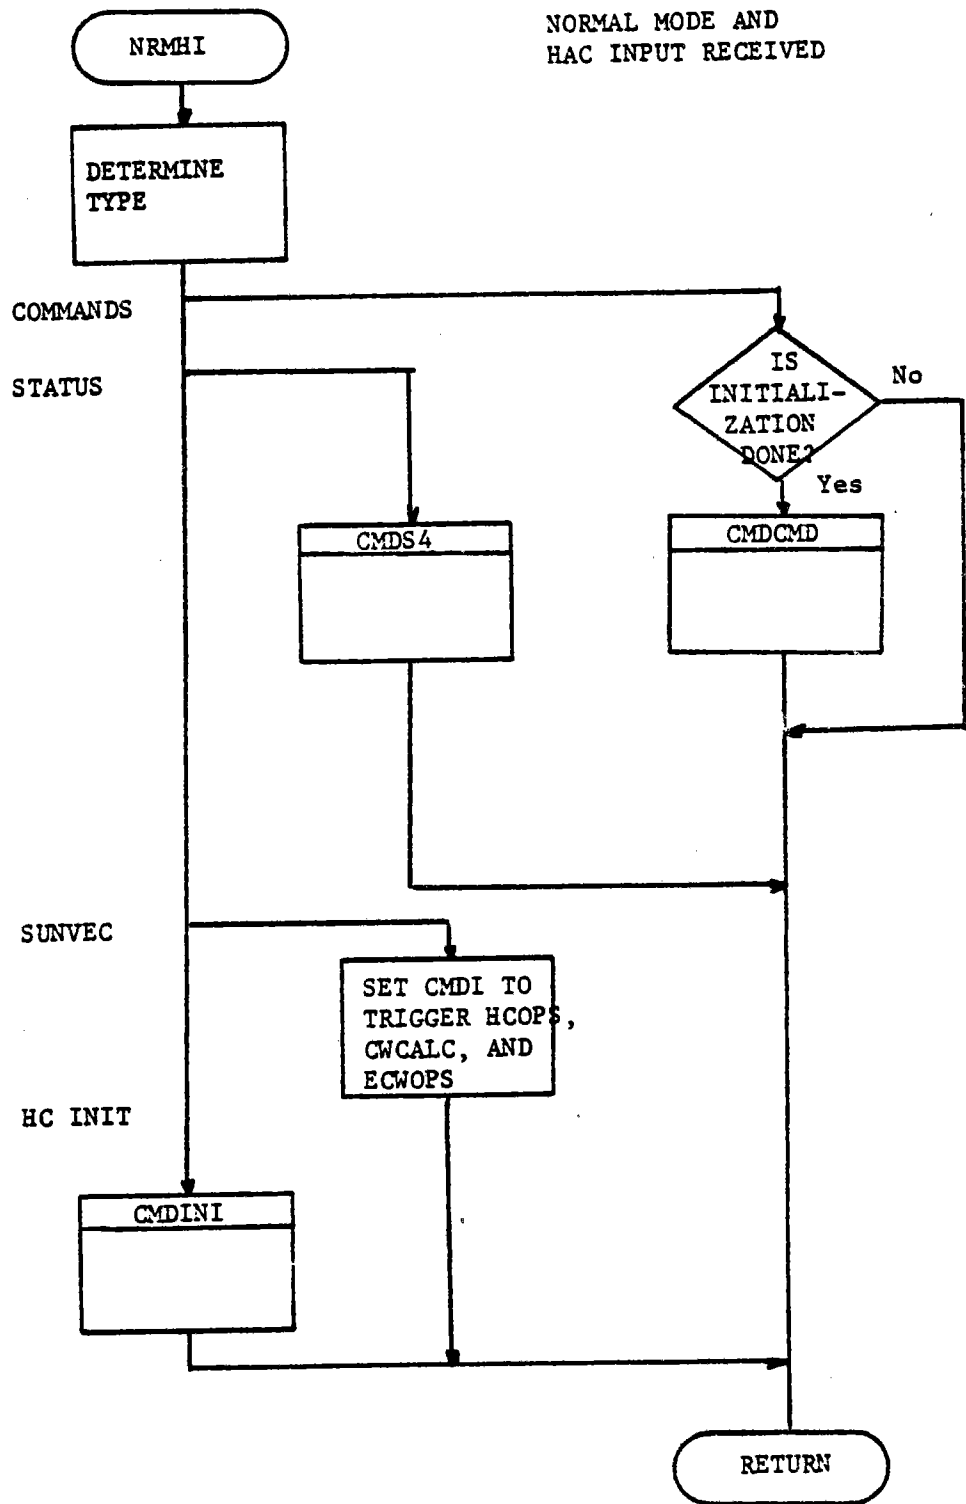 NORMAL MODE AND
HAC INPUT RECEIVED
NRMHI
DETERMINE
TYPE
COMMANDS
STATUS
IS
INITIALI-
ZATION
DONE?
No
Yes
CMDS4
CMDCMD
SUNVEC
SET CMDI TO
TRIGGER HCOPS,
CWCALC, AND
ECWOPS
HC INIT
CMDINI
RETURN